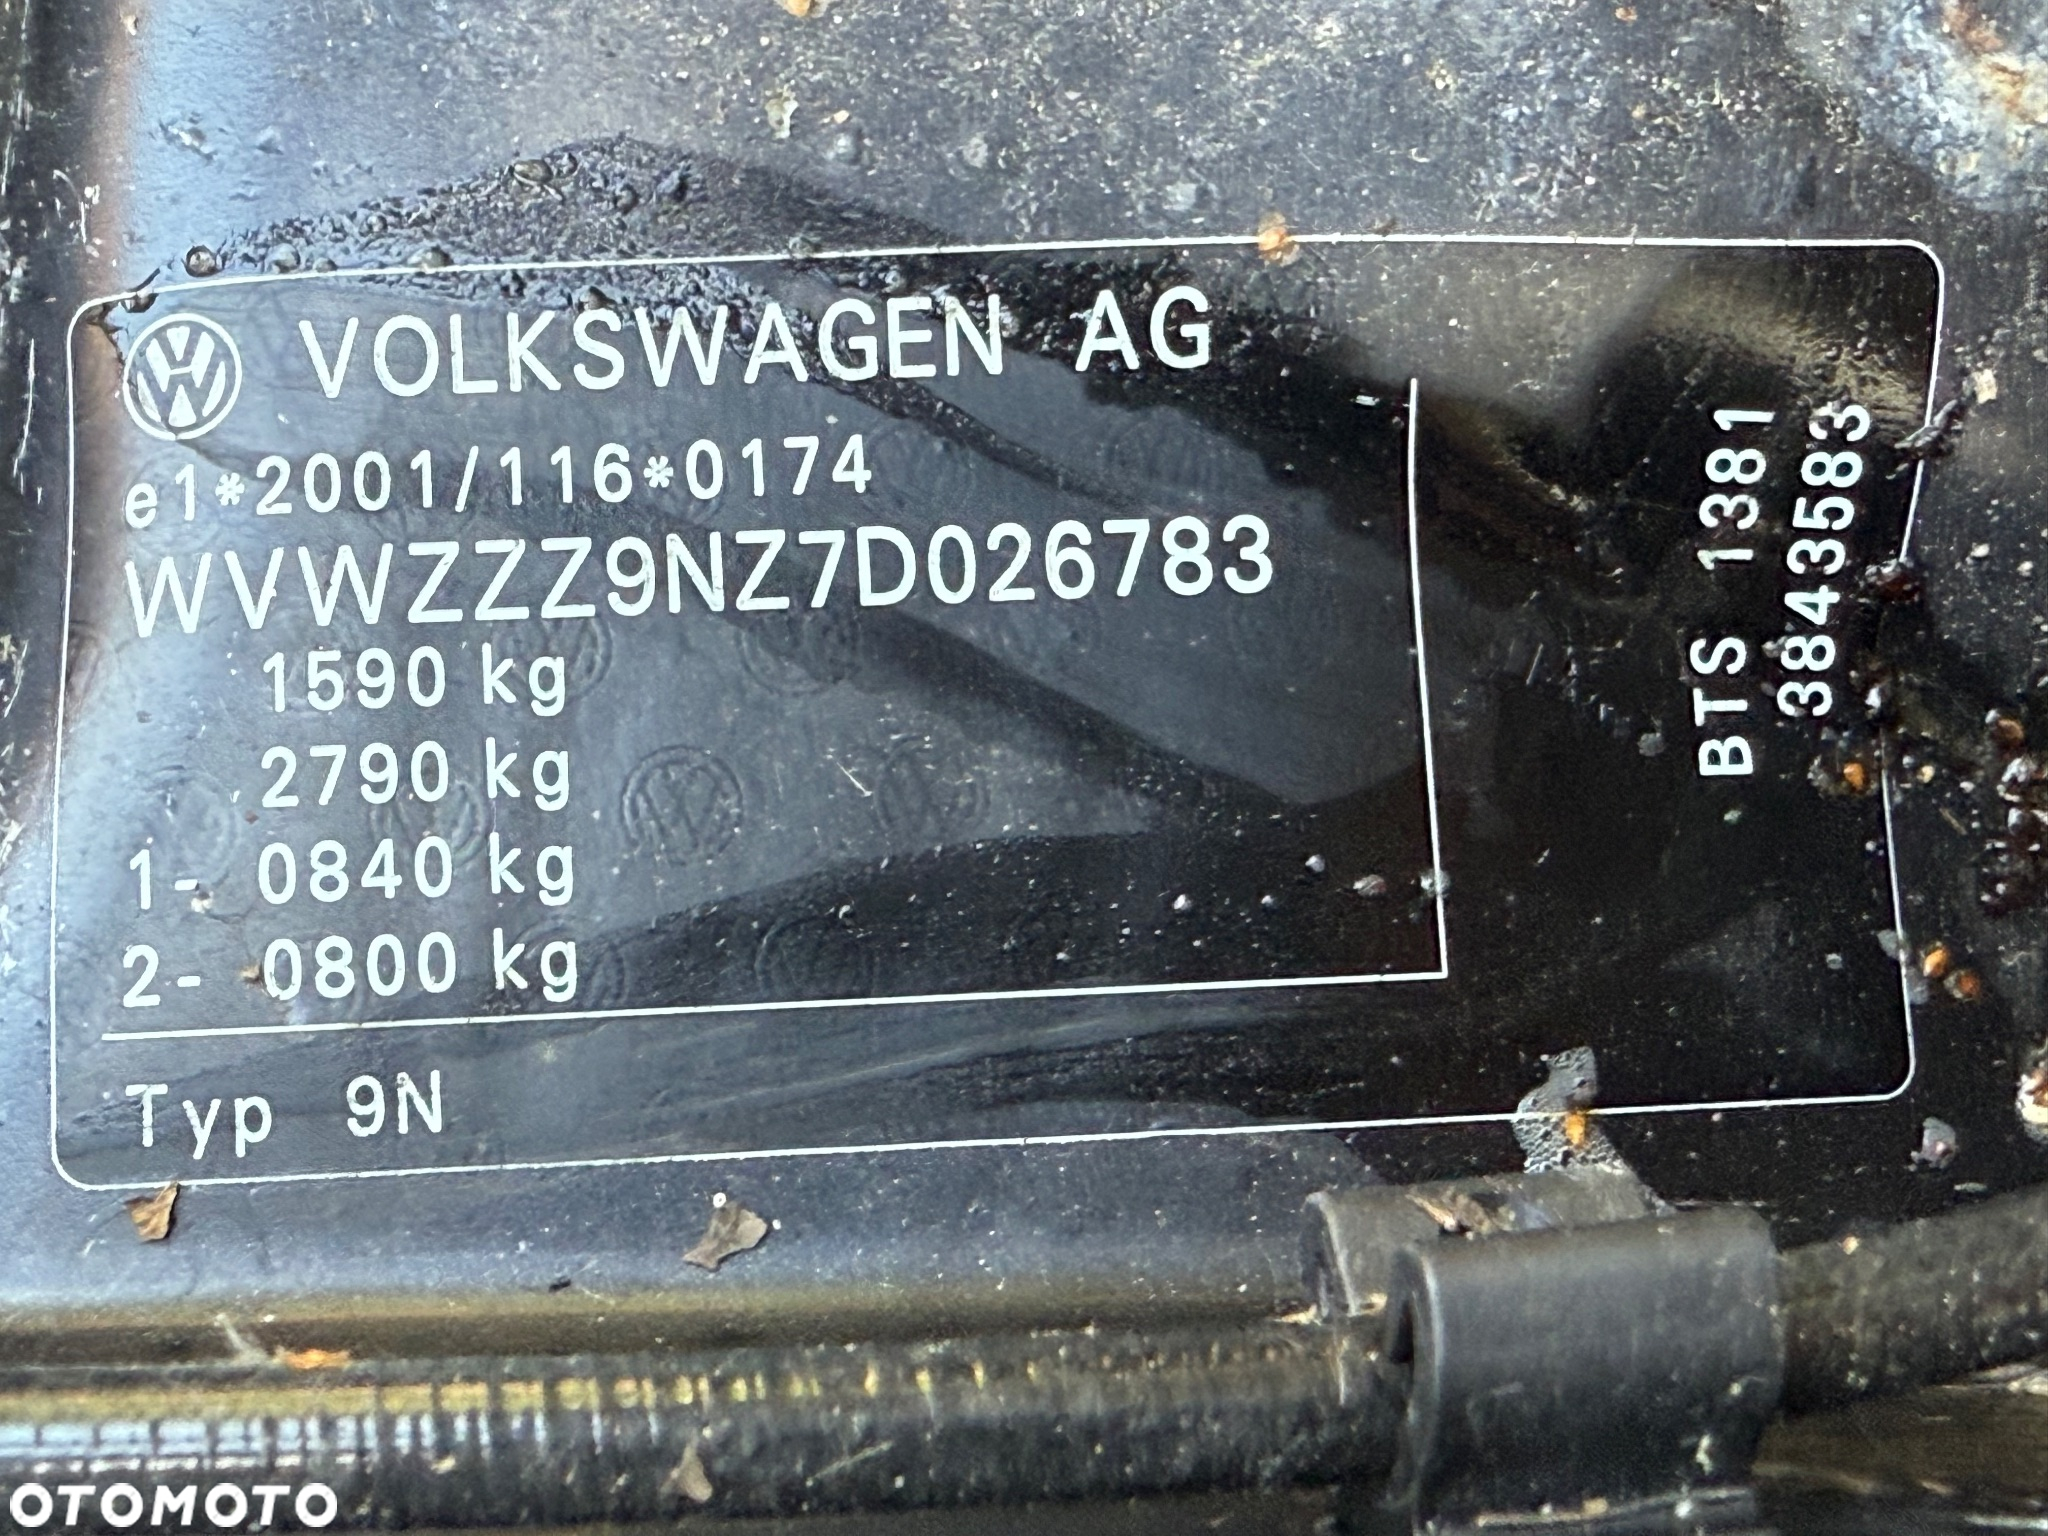 VOLKSWAGEN AG
e1*2001/116*0174
WVWZZZ9NZ7D026783
1590 kg
2790 kg
1- 0840 kg
2- 0800 kg
Typ 9N
BTS 1381
3843583
OTOMOTO